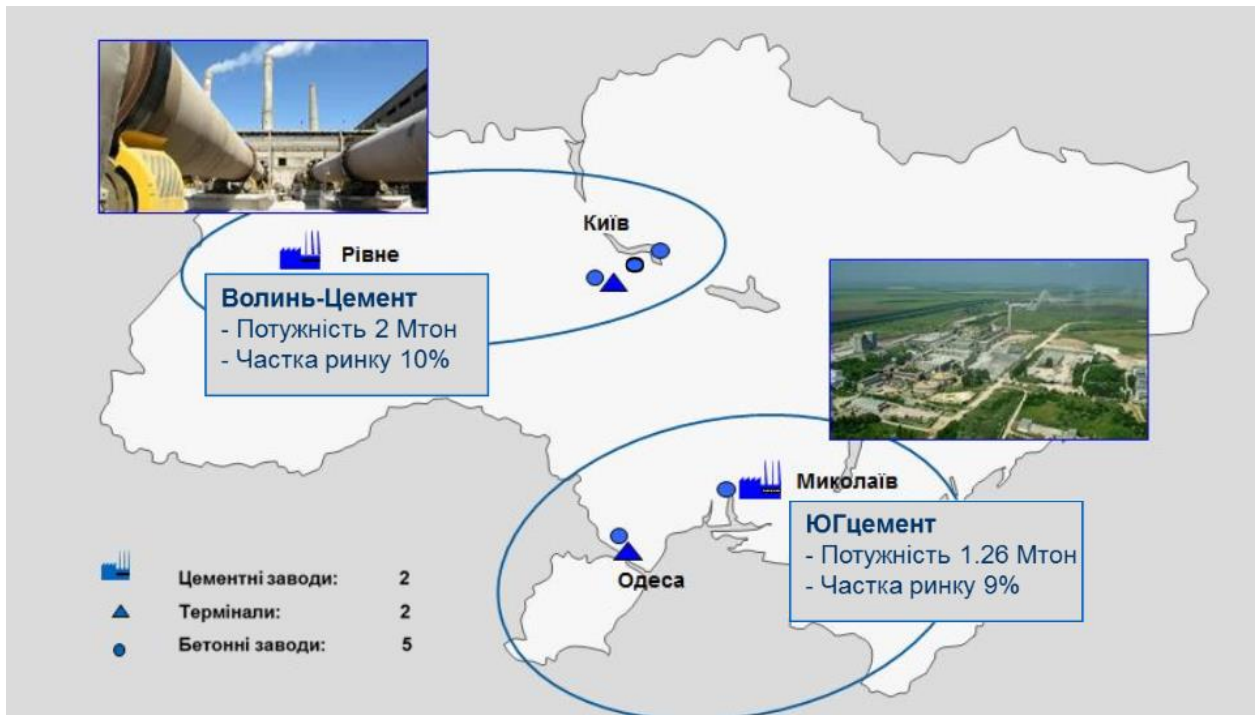 Київ
Рівне
Волинь-Цемент
- Потужність 2 Мтон
- Частка ринку 10%
Миколаїв
ЮГцемент
- Потужність 1.26 Мтон
- Частка ринку 9%
Одеса
Цементні заводи: 2
Термінали: 2
Бетонні заводи: 5